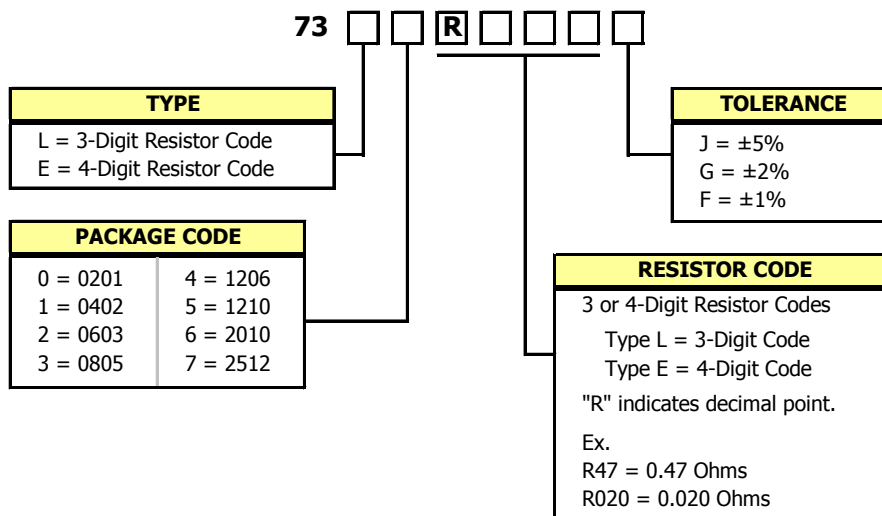 73 R
TYPE
L = 3-Digit Resistor Code
E = 4-Digit Resistor Code
TOLERANCE
J = ±5%
G = ±2%
F = ±1%
PACKAGE CODE
0 = 0201 4 = 1206
1 = 0402 5 = 1210
2 = 0603 6 = 2010
3 = 0805 7 = 2512
RESISTOR CODE
3 or 4-Digit Resistor Codes
Type L = 3-Digit Code
Type E = 4-Digit Code
"R" indicates decimal point.
Ex.
R47 = 0.47 Ohms
R020 = 0.020 Ohms